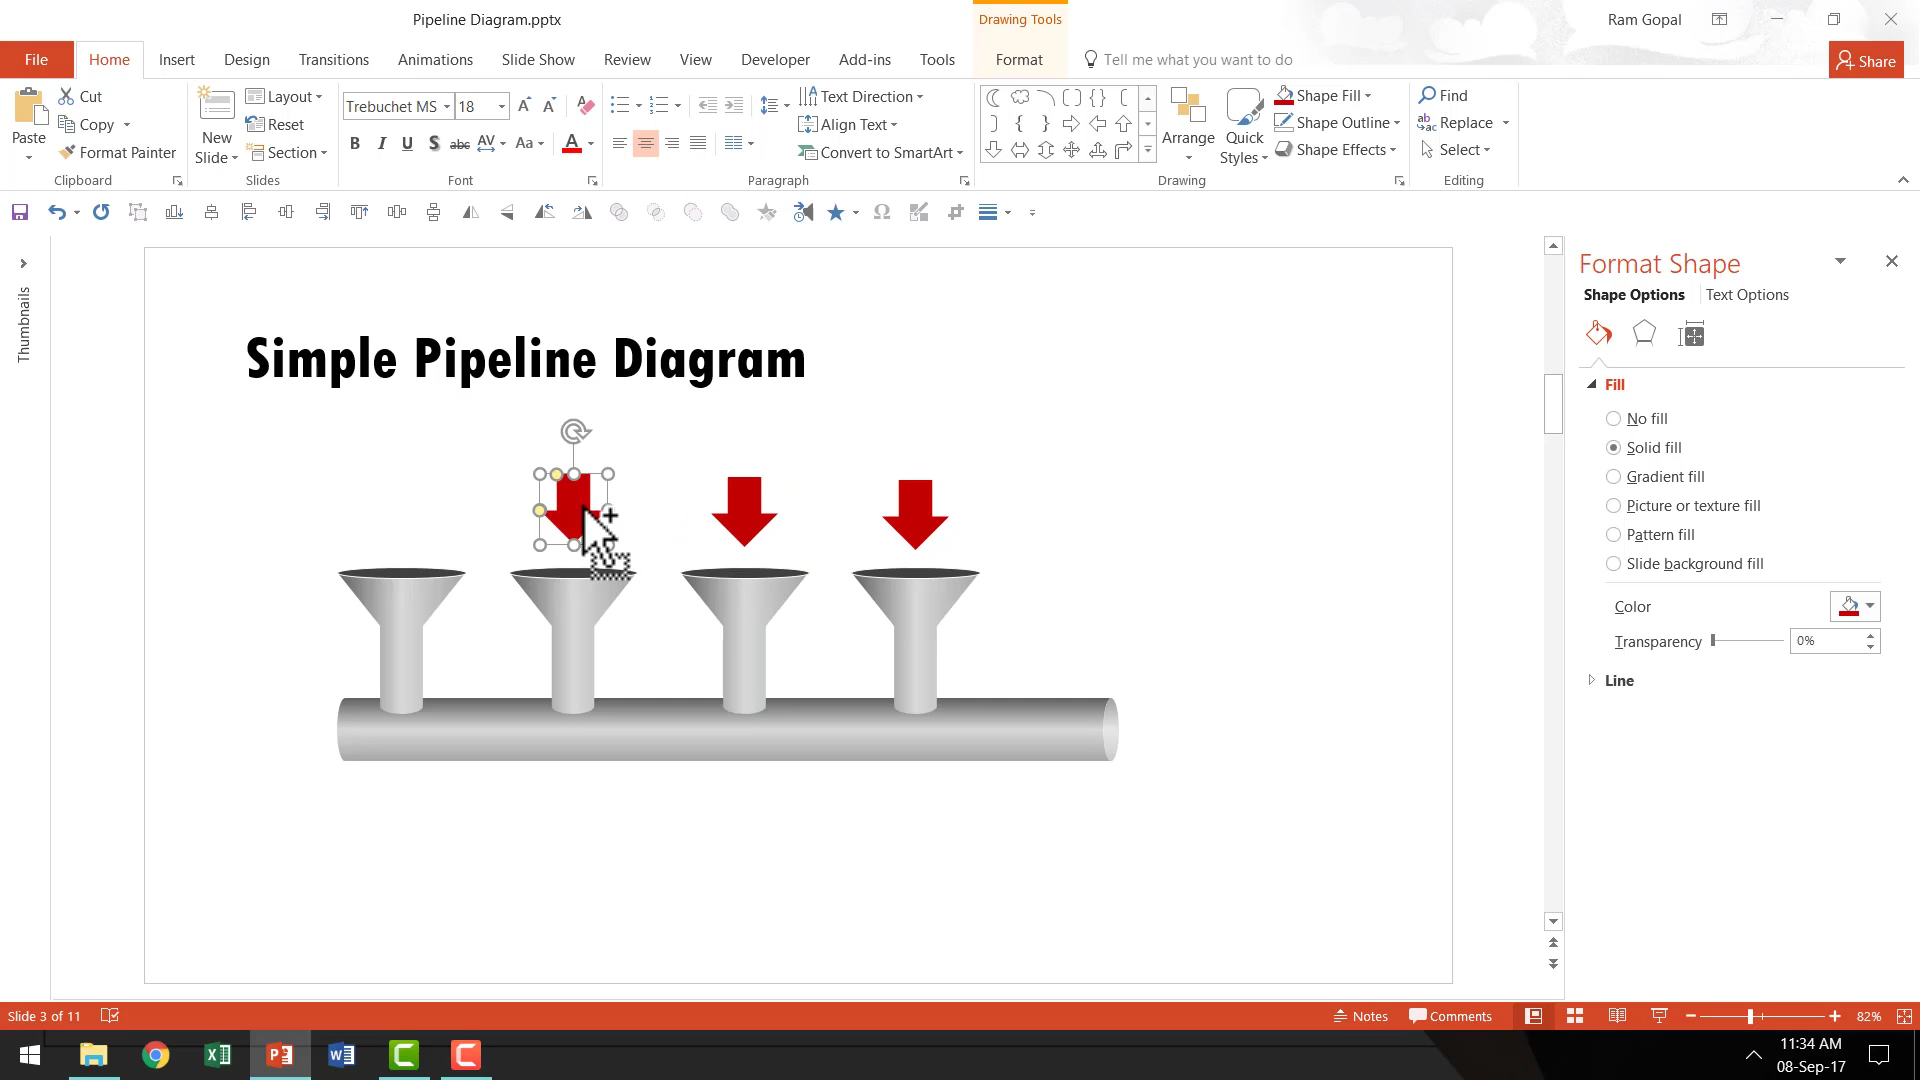 Pipeline Diagram.pptx
Drawing Tools
Ram Gopal
File
Home
Insert
Design
Transitions
Animations
Slide Show
Review
View
Developer
Add-ins
Tools
Format
Tell me what you want to do
Share
Paste
Cut
Copy
Format Painter
Clipboard
New
Slide
Layout
Reset
Section
Slides
Trebuchet MS
18
Font
Text Direction
Align Text
Convert to SmartArt
Paragraph
Arrange
Quick
Styles
Shape Fill
Shape Outline
Shape Effects
Drawing
Find
Replace
Select
Editing
Thumbnails
Simple Pipeline Diagram
Format Shape
Shape Options
Text Options
Fill
No fill
Solid fill
Gradient fill
Picture or texture fill
Pattern fill
Slide background fill
Color
Transparency
0%
Line
Slide 3 of 11
Notes
Comments
82%
11:34 AM
08-Sep-17